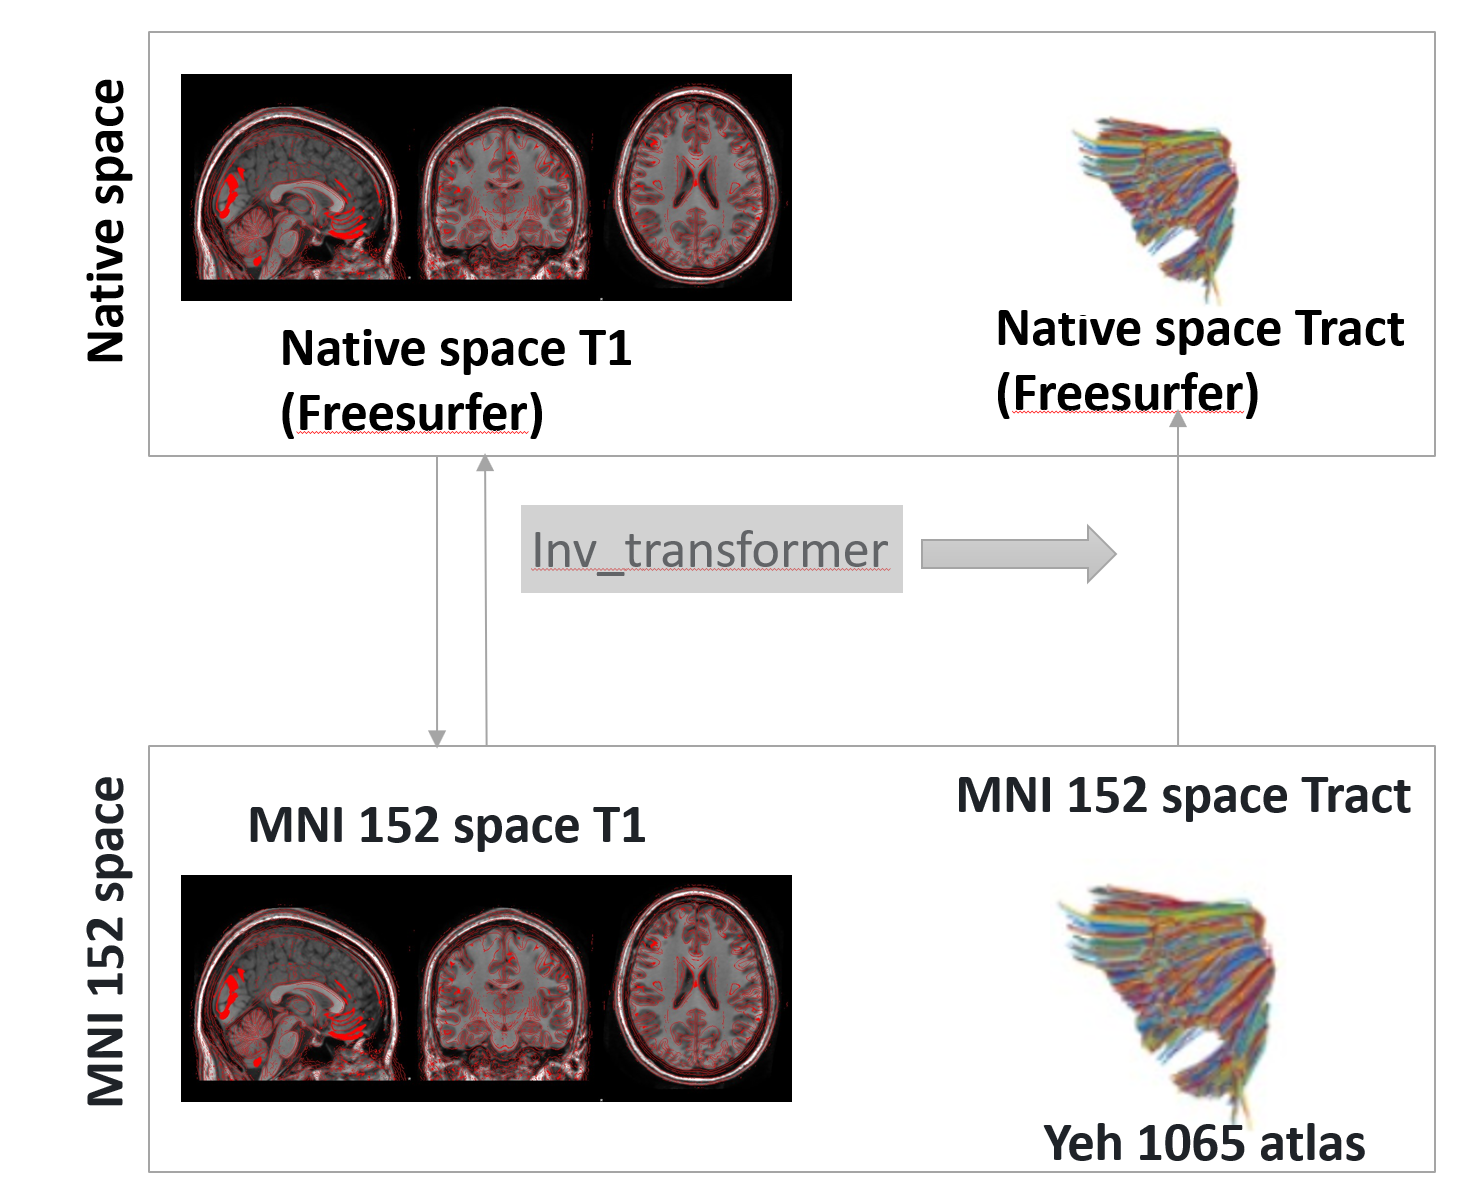 Native space
Native space T1
(Freesurfer)
Native space Tract
(Freesurfer)
Inv_transformer
MNI 152 space
MNI 152 space T1
MNI 152 space Tract
Yeh 1065 atlas